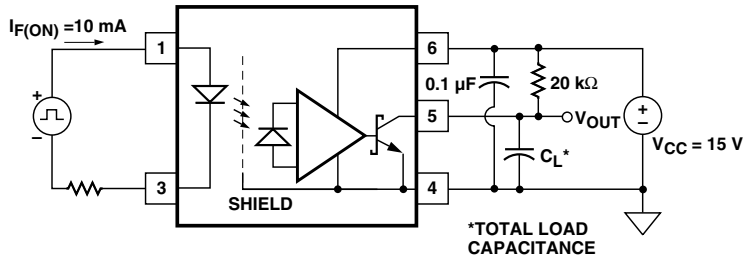 IF(ON) =10 mA
1
6
+
0.1 µF
20 kΩ
+
5
VOUT
–
–
VCC = 15 V
CL*
3
4
SHIELD
*TOTAL LOAD
CAPACITANCE